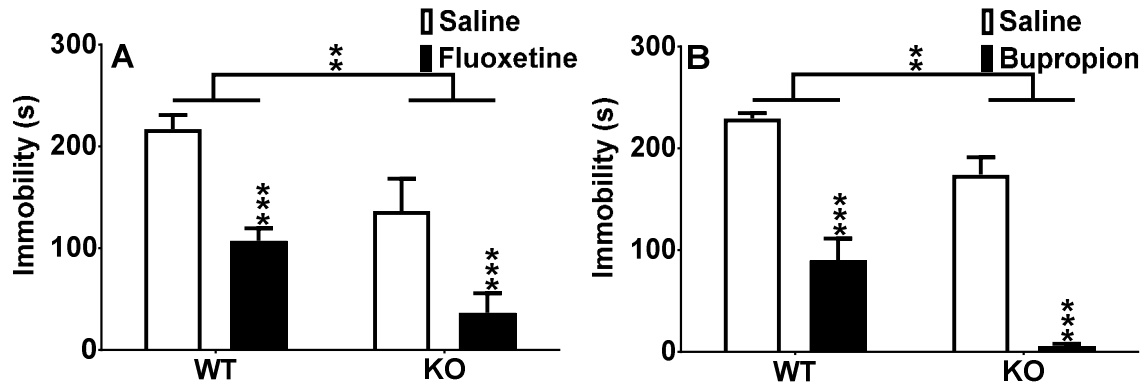 A
Saline
Fluoxetine
**
300
200
100
0
Immobility (s)
***
***
WT
KO
B
Saline
Bupropion
**
300
200
100
0
Immobility (s)
***
***
WT
KO